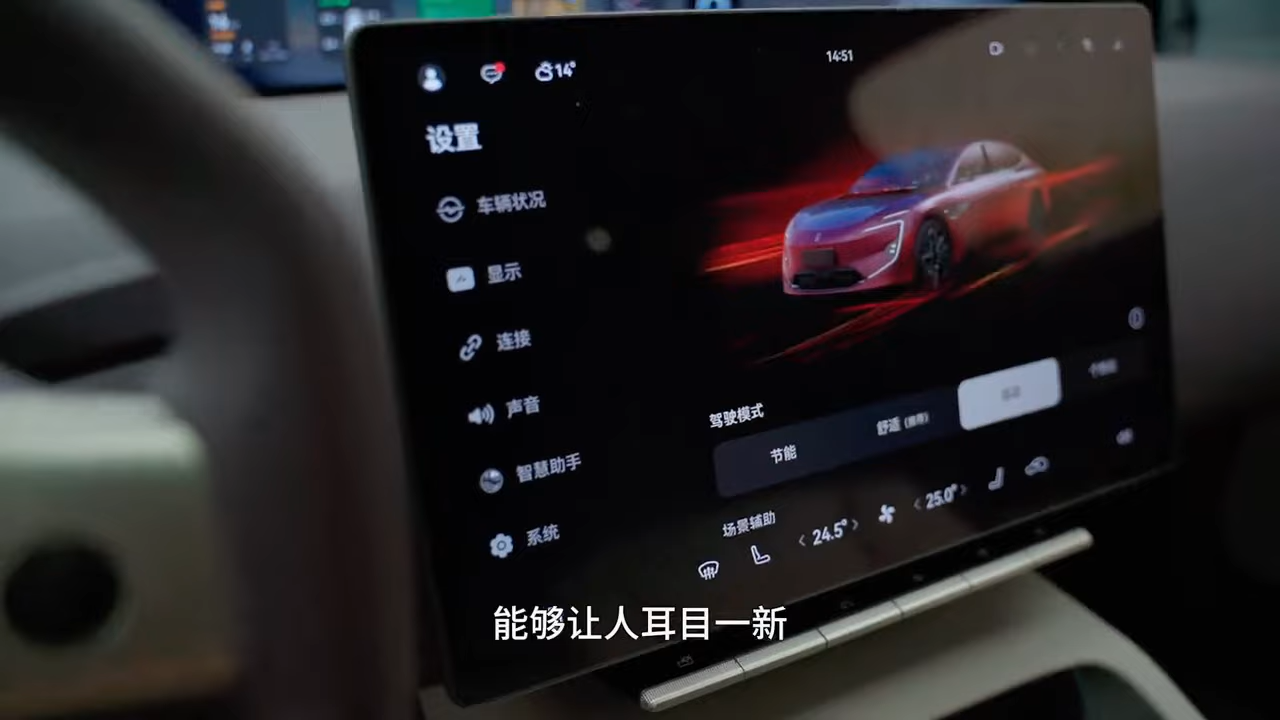 14°
14:51
设置
车辆状况
显示
连接
声音
智慧助手
系统
驾驶模式
节能
舒适
场景辅助
24.5°
25.0°
能够让人耳目一新